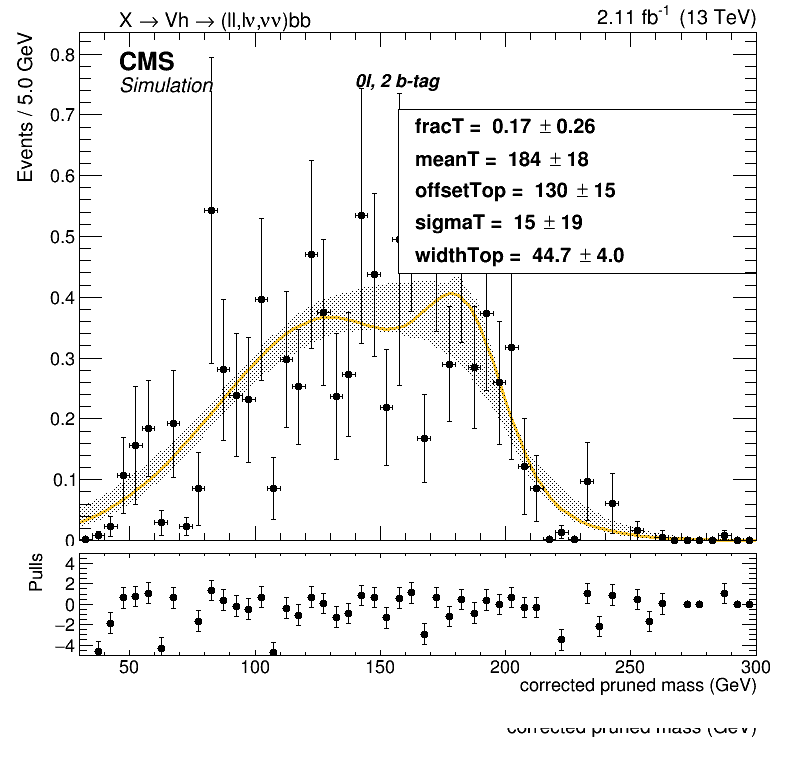 X → Vh → (ll,lν,νν)bb
2.11 fb-1 (13 TeV)
CMS
Simulation
0l, 2 b-tag
fracT = 0.17 ± 0.26
meanT = 184 ± 18
offsetTop = 130 ± 15
sigmaT = 15 ± 19
widthTop = 44.7 ± 4.0
Events / 5.0 GeV
0.8
0.7
0.6
0.5
0.4
0.3
0.2
0.1
0
Pulls
4
2
0
−2
−4
50 100 150 200 250 300
corrected pruned mass (GeV)
corrected pruned mass (GeV)